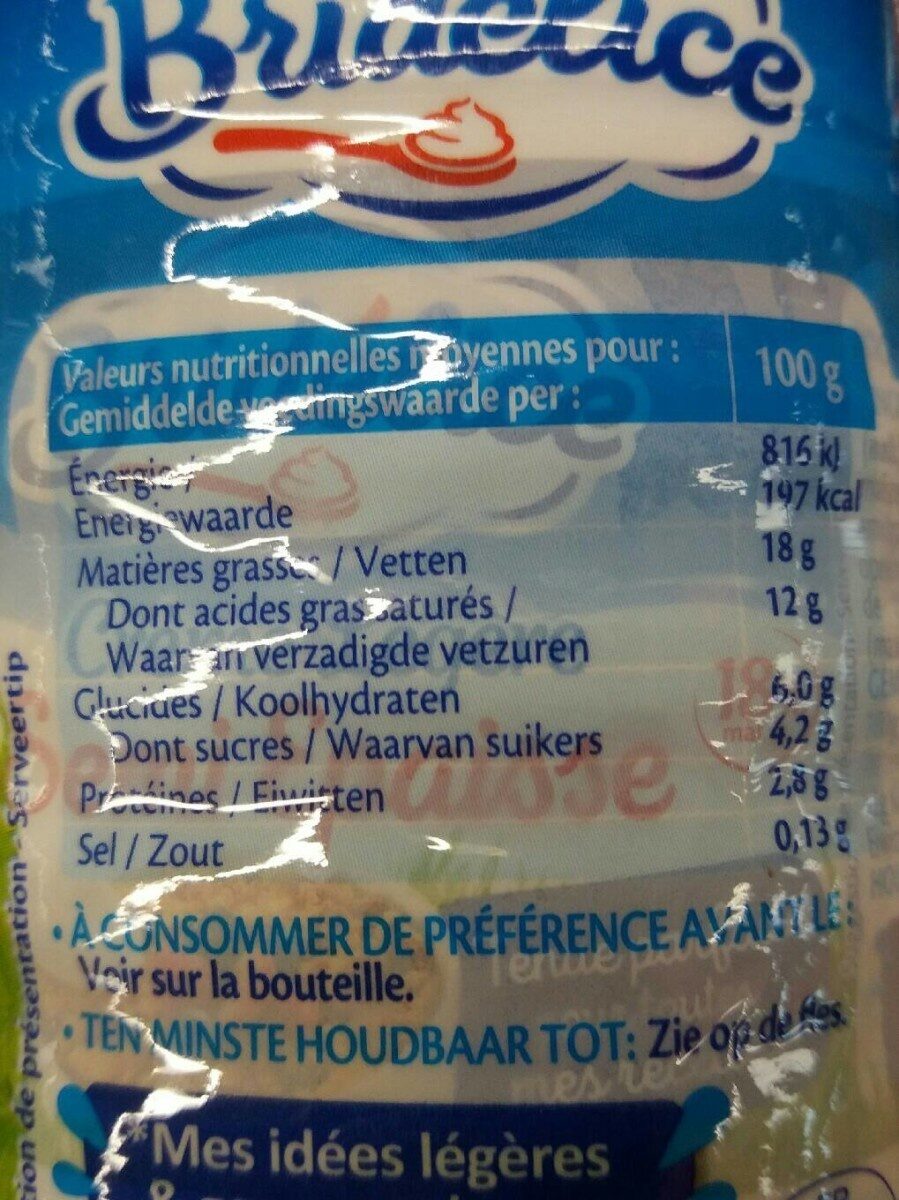 Bridélice
Valeurs nutritionnelles moyennes pour : 100 g
Gemiddelde voedingswaarde per :
Énergie / 816 kJ
Energiewaarde 197 kcal
Matières grasses / Vetten 18 g
Dont acides gras saturés / 12 g
Waarvan verzadigde vetzuren
Glucides / Koolhydraten 6,0 g
Dont sucres / Waarvan suikers 4,2 g
Protéines / Eiwitten 2,8 g
Sel / Zout 0,13 g
• À CONSOMMER DE PRÉFÉRENCE AVANT LE :
Voir sur la bouteille.
• TEN MINSTE HOUDBAAR TOT: Zie op de fles.
*Mes idées légères
de présentation - Serveertip